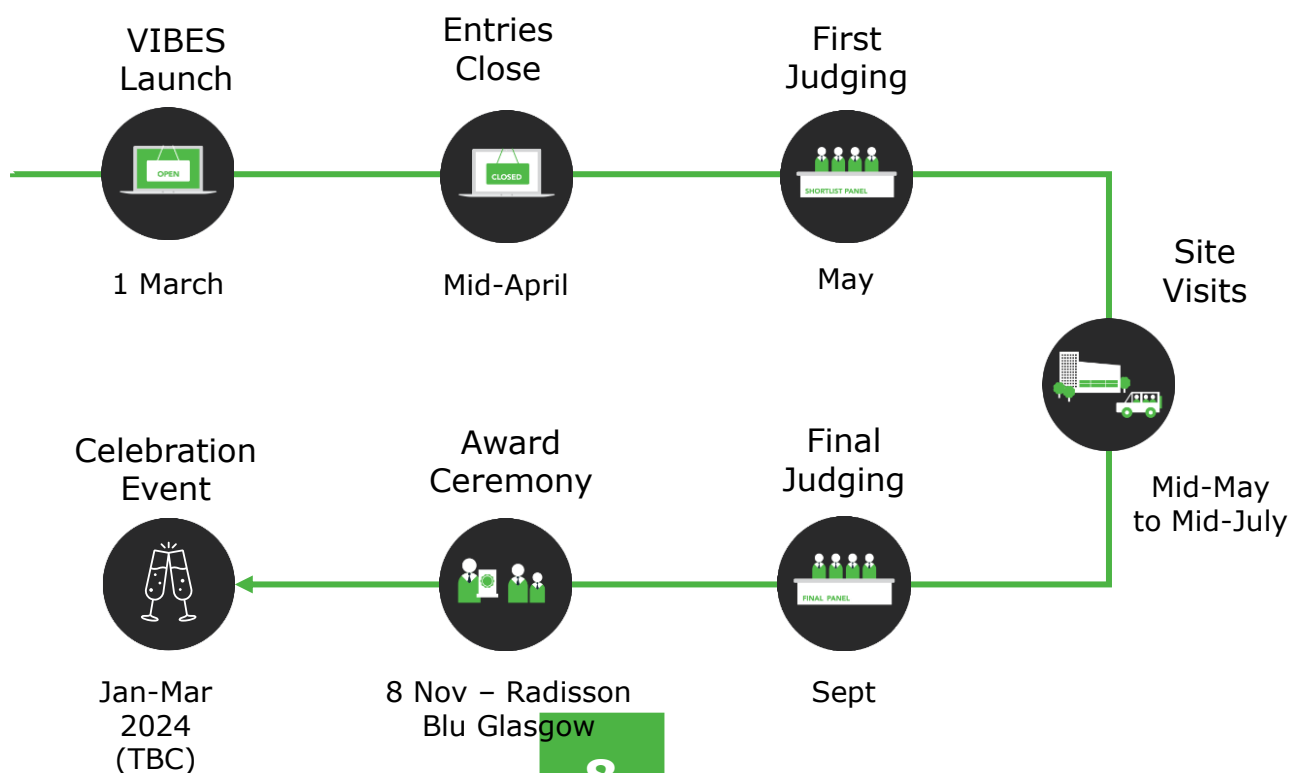 VIBES
Launch
OPEN
1 March
Entries
Close
CLOSED
Mid-April
First
Judging
SHORTLIST PANEL
May
Site
Visits
Mid-May
to Mid-July
Final
Judging
FINAL PANEL
Sept
Award
Ceremony
8 Nov – Radisson
Blu Glasgow
Celebration
Event
Jan-Mar
2024
(TBC)
8